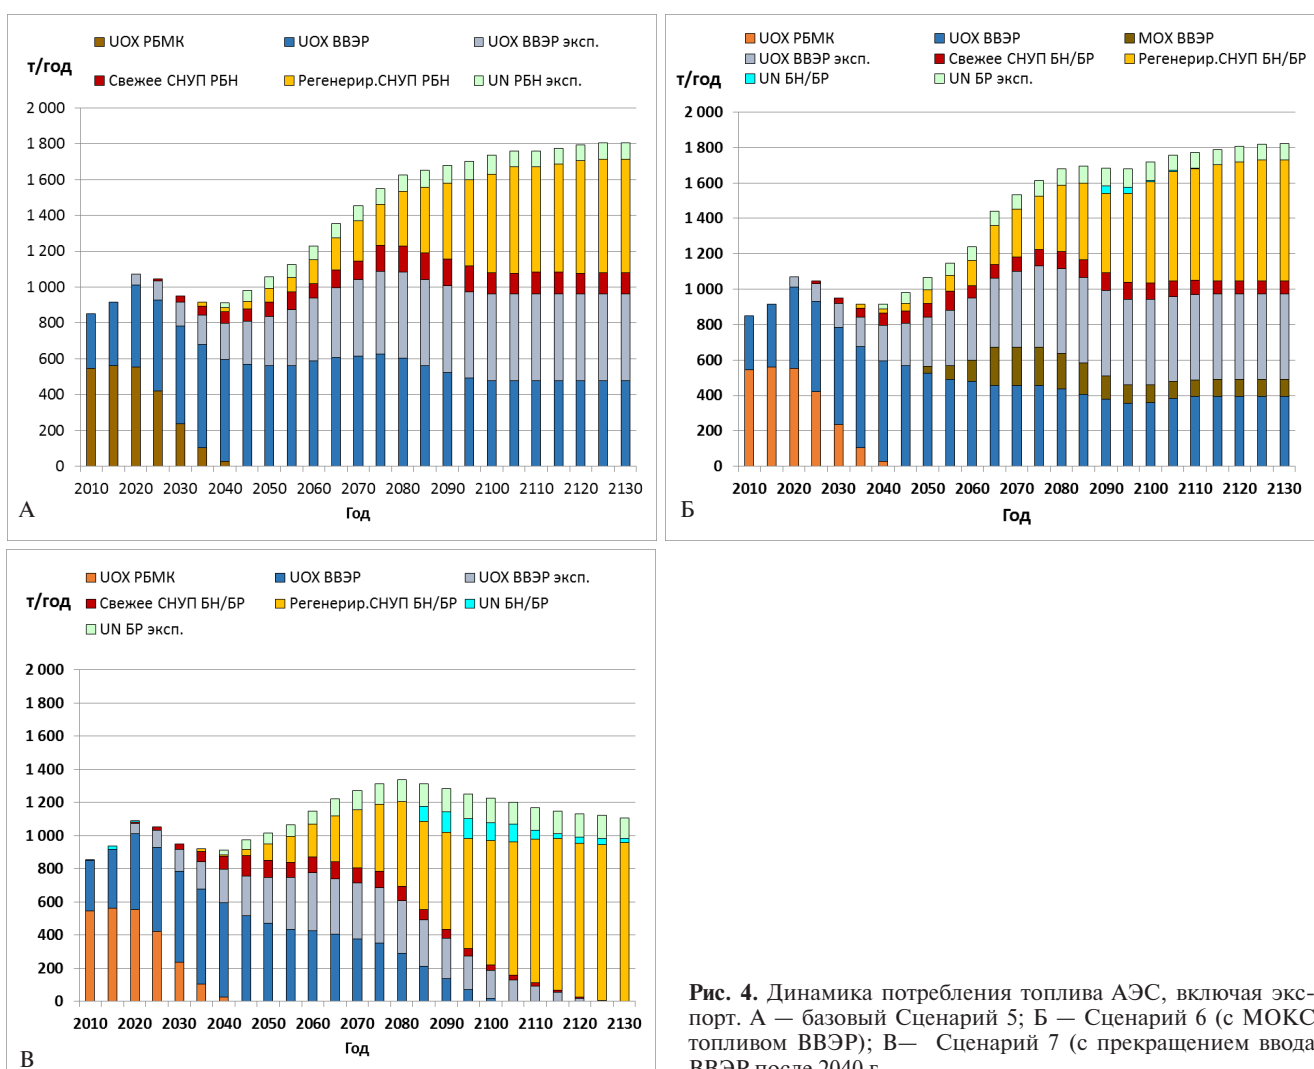 UOX РБМК UOX ВВЭР UOX ВВЭР эксп.
т/год
Свежее СНУП РБН Регенерир.СНУП РБН UN РБН эксп.
2 000
1 800
1 600
1 400
1 200
1 000
800
600
400
200
0
2010 2020 2030 2040 2050 2060 2070 2080 2090 2100 2110 2120 2130
Год
А
UOX РБМК UOX ВВЭР MOX ВВЭР
UOX ВВЭР эксп. Свежее СНУП БН/БР Регенерир.СНУП БН/БР
т/год
UN БН/БР UN БР эксп.
2 000
1 800
1 600
1 400
1 200
1 000
800
600
400
200
0
2010 2020 2030 2040 2050 2060 2070 2080 2090 2100 2110 2120 2130
Год
Б
UOX РБМК UOX ВВЭР UOX ВВЭР эксп.
т/год
Свежее СНУП БН/БР Регенерир.СНУП БН/БР UN БН/БР
UN БР эксп.
2 000
1 800
1 600
1 400
1 200
1 000
800
600
400
200
0
2010 2020 2030 2040 2050 2060 2070 2080 2090 2100 2110 2120 2130
Год
В
Рис. 4. Динамика потребления топлива АЭС, включая экс-
порт. А — базовый Сценарий 5; Б — Сценарий 6 (с МОКС
топливом ВВЭР); В— Сценарий 7 (с прекращением ввода
ВВЭР после 2040 г.